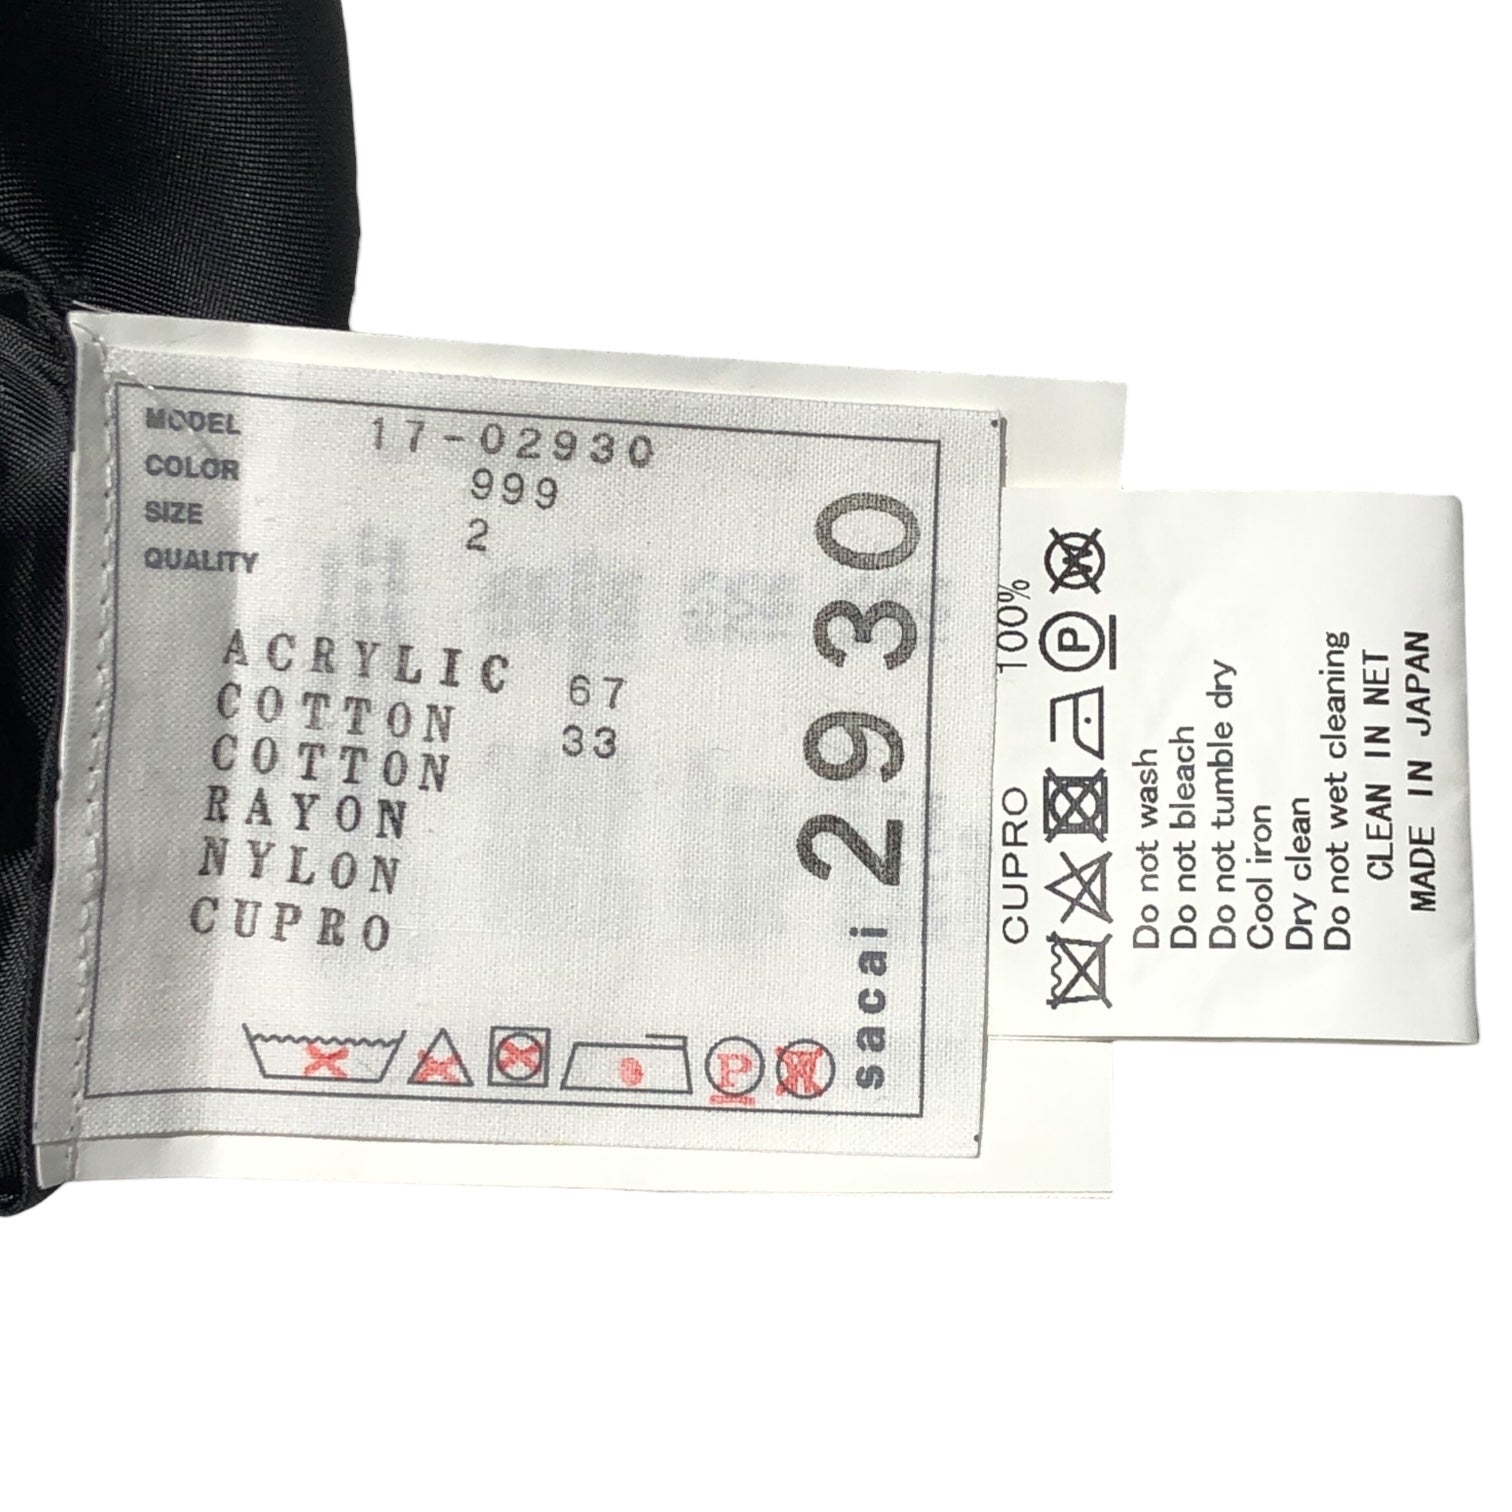 MODEL 17-02930
COLOR 999
SIZE 2
QUALITY
ACRYLIC 67
COTTON 33
COTTON
RAYON
NYLON
CUPRO
P
sacai 2930
CUPRO 100%
P
W
Do not wash
Do not bleach
Do not tumble dry
Cool iron
Dry clean
Do not wet cleaning
CLEAN IN NET
MADE IN JAPAN